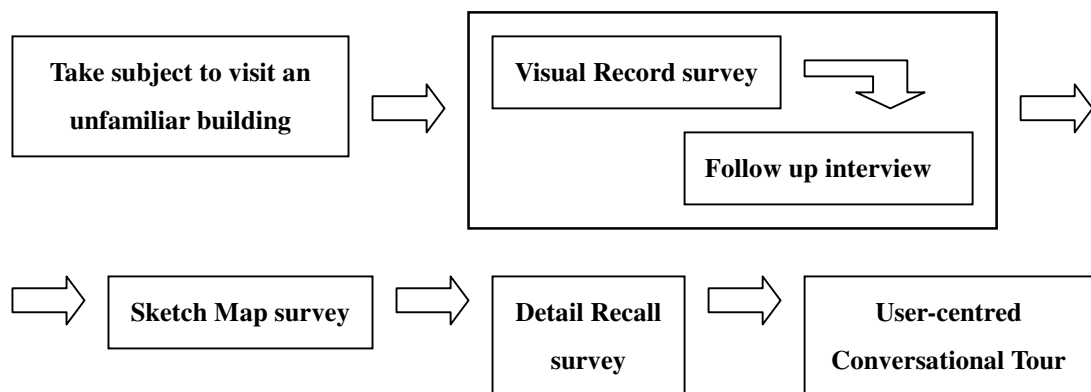 Take subject to visit an
unfamiliar building
Visual Record survey
Follow up interview
Sketch Map survey
Detail Recall
survey
User-centred
Conversational Tour